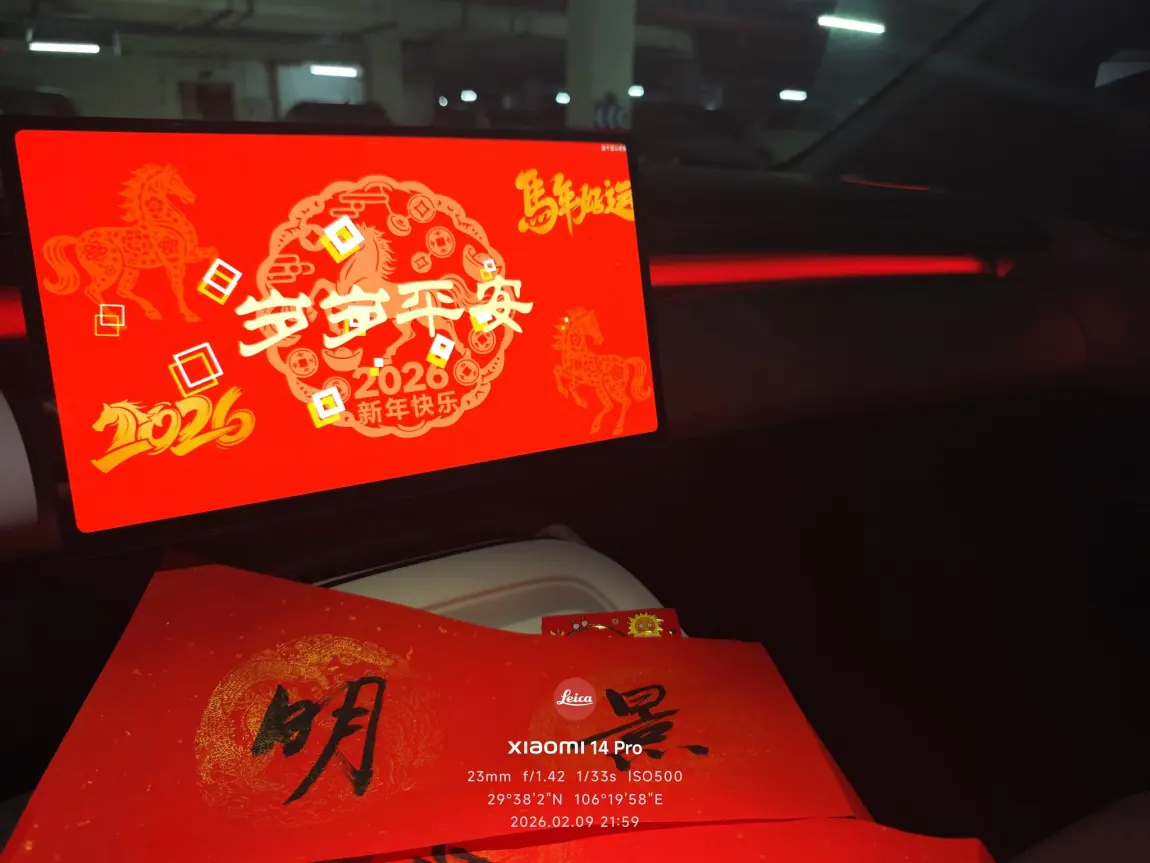 馬年好运
岁岁平安
2026
新年快乐
2026
明
景
Leica
XIAOMI 14 Pro
23mm f/1.42 1/33s ISO500
29°38'2"N 106°19'58"E
2026.02.09 21:59